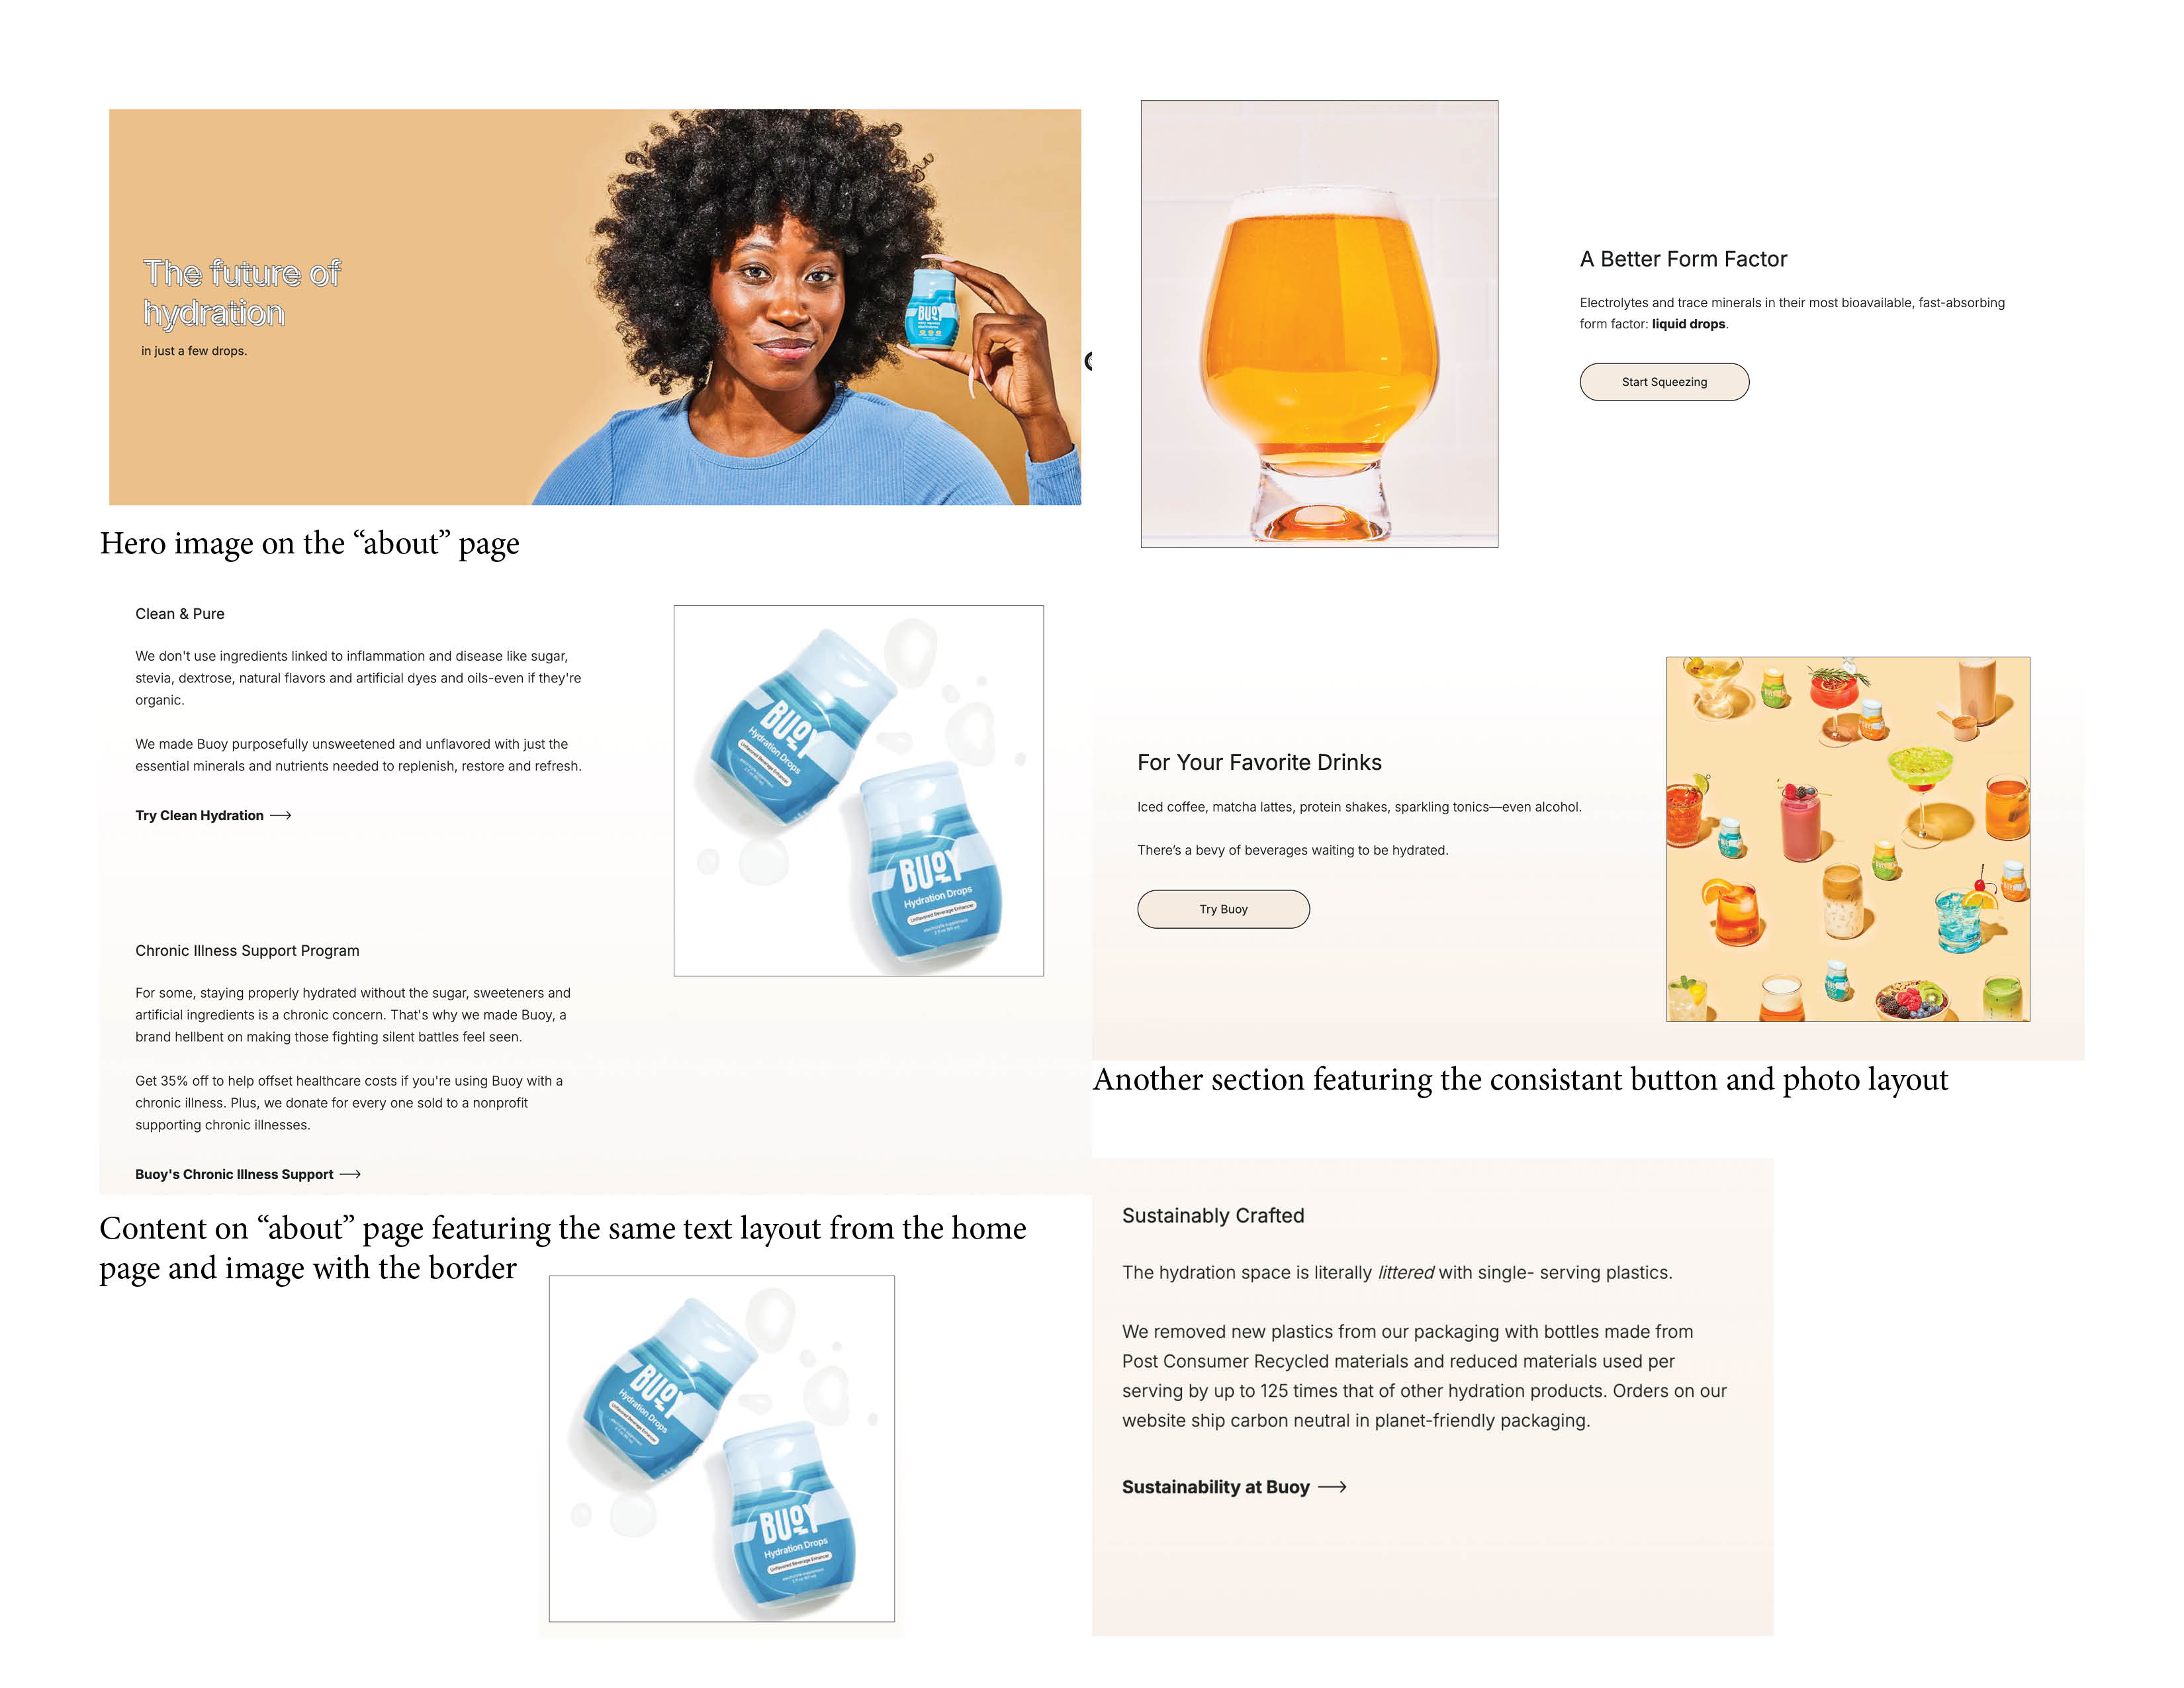 The future of
hydration
in just a few drops.
BUOY
Hero image on the “about” page
Clean & Pure
We don't use ingredients linked to inflammation and disease like sugar,
stevia, dextrose, natural flavors and artificial dyes and oils-even if they're
organic.
We made Buoy purposefully unsweetened and unflavored with just the
essential minerals and nutrients needed to replenish, restore and refresh.
Try Clean Hydration
BUOY
Hydration Drops
Unflavored Beverage Enhancer
BUOY
Hydration Drops
Unflavored Beverage Enhancer
Chronic Illness Support Program
For some, staying properly hydrated without the sugar, sweeteners and
artificial ingredients is a chronic concern. That's why we made Buoy, a
brand hellbent on making those fighting silent battles feel seen.
Get 35% off to help offset healthcare costs if you're using Buoy with a
chronic illness. Plus, we donate for every one sold to a nonprofit
supporting chronic illnesses.
Buoy's Chronic Illness Support
Content on “about” page featuring the same text layout from the home
page and image with the border
BUOY
Hydration Drops
Unflavored Beverage Enhancer
BUOY
Hydration Drops
Unflavored Beverage Enhancer
A Better Form Factor
Electrolytes and trace minerals in their most bioavailable, fast-absorbing
form factor: liquid drops.
Start Squeezing
For Your Favorite Drinks
Iced coffee, matcha lattes, protein shakes, sparkling tonics—even alcohol.
There’s a bevy of beverages waiting to be hydrated.
Try Buoy
Another section featuring the consistant button and photo layout
Sustainably Crafted
The hydration space is literally littered with single- serving plastics.
We removed new plastics from our packaging with bottles made from
Post Consumer Recycled materials and reduced materials used per
serving by up to 125 times that of other hydration products. Orders on our
website ship carbon neutral in planet-friendly packaging.
Sustainability at Buoy